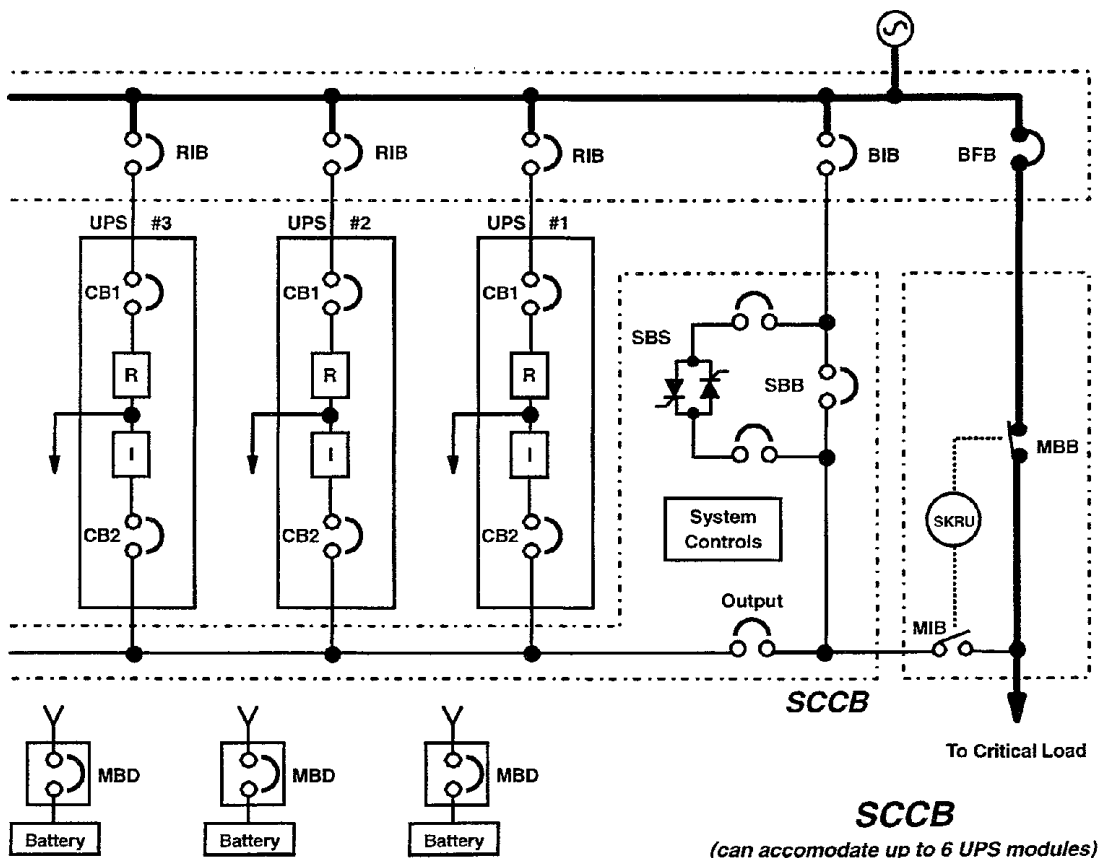 RIB
RIB
RIB
BIB
BFB
UPS #3
UPS #2
UPS #1
CB1
CB1
CB1
SBS
R
R
R
SBB
I
I
I
MBB
System
Controls
SKRU
CB2
CB2
CB2
Output
MIB
SCCB
To Critical Load
MBD
MBD
MBD
Battery
Battery
Battery
SCCB
(can accomodate up to 6 UPS modules)